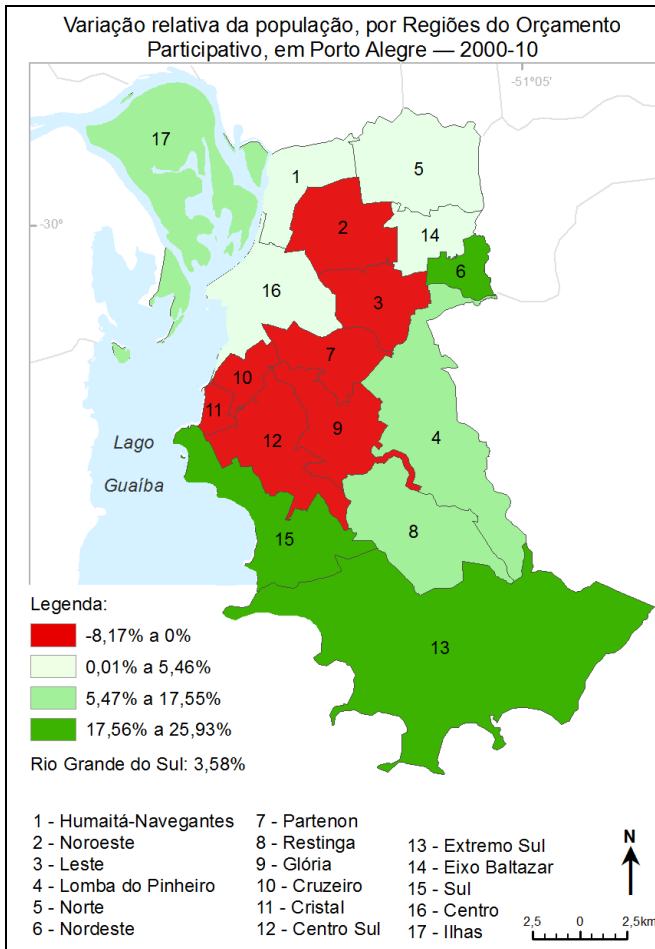 Variação relativa da população, por Regiões do Orçamento
Participativo, em Porto Alegre — 2000-10
-51°05'
17
1
5
-30º
2
14
6
16
3
7
10
11
4
9
12
Lago
Guaíba
8
15
13
Legenda:
-8,17% a 0%
0,01% a 5,46%
5,47% a 17,55%
17,56% a 25,93%
Rio Grande do Sul: 3,58%
1 - Humaitá-Navegantes
2 - Noroeste
3 - Leste
4 - Lomba do Pinheiro
5 - Norte
6 - Nordeste
7 - Partenon
8 - Restinga
9 - Glória
10 - Cruzeiro
11 - Cristal
12 - Centro Sul
13 - Extremo Sul
14 - Eixo Baltazar
15 - Sul
16 - Centro
17 - Ilhas
N
2,5 0 2,5km